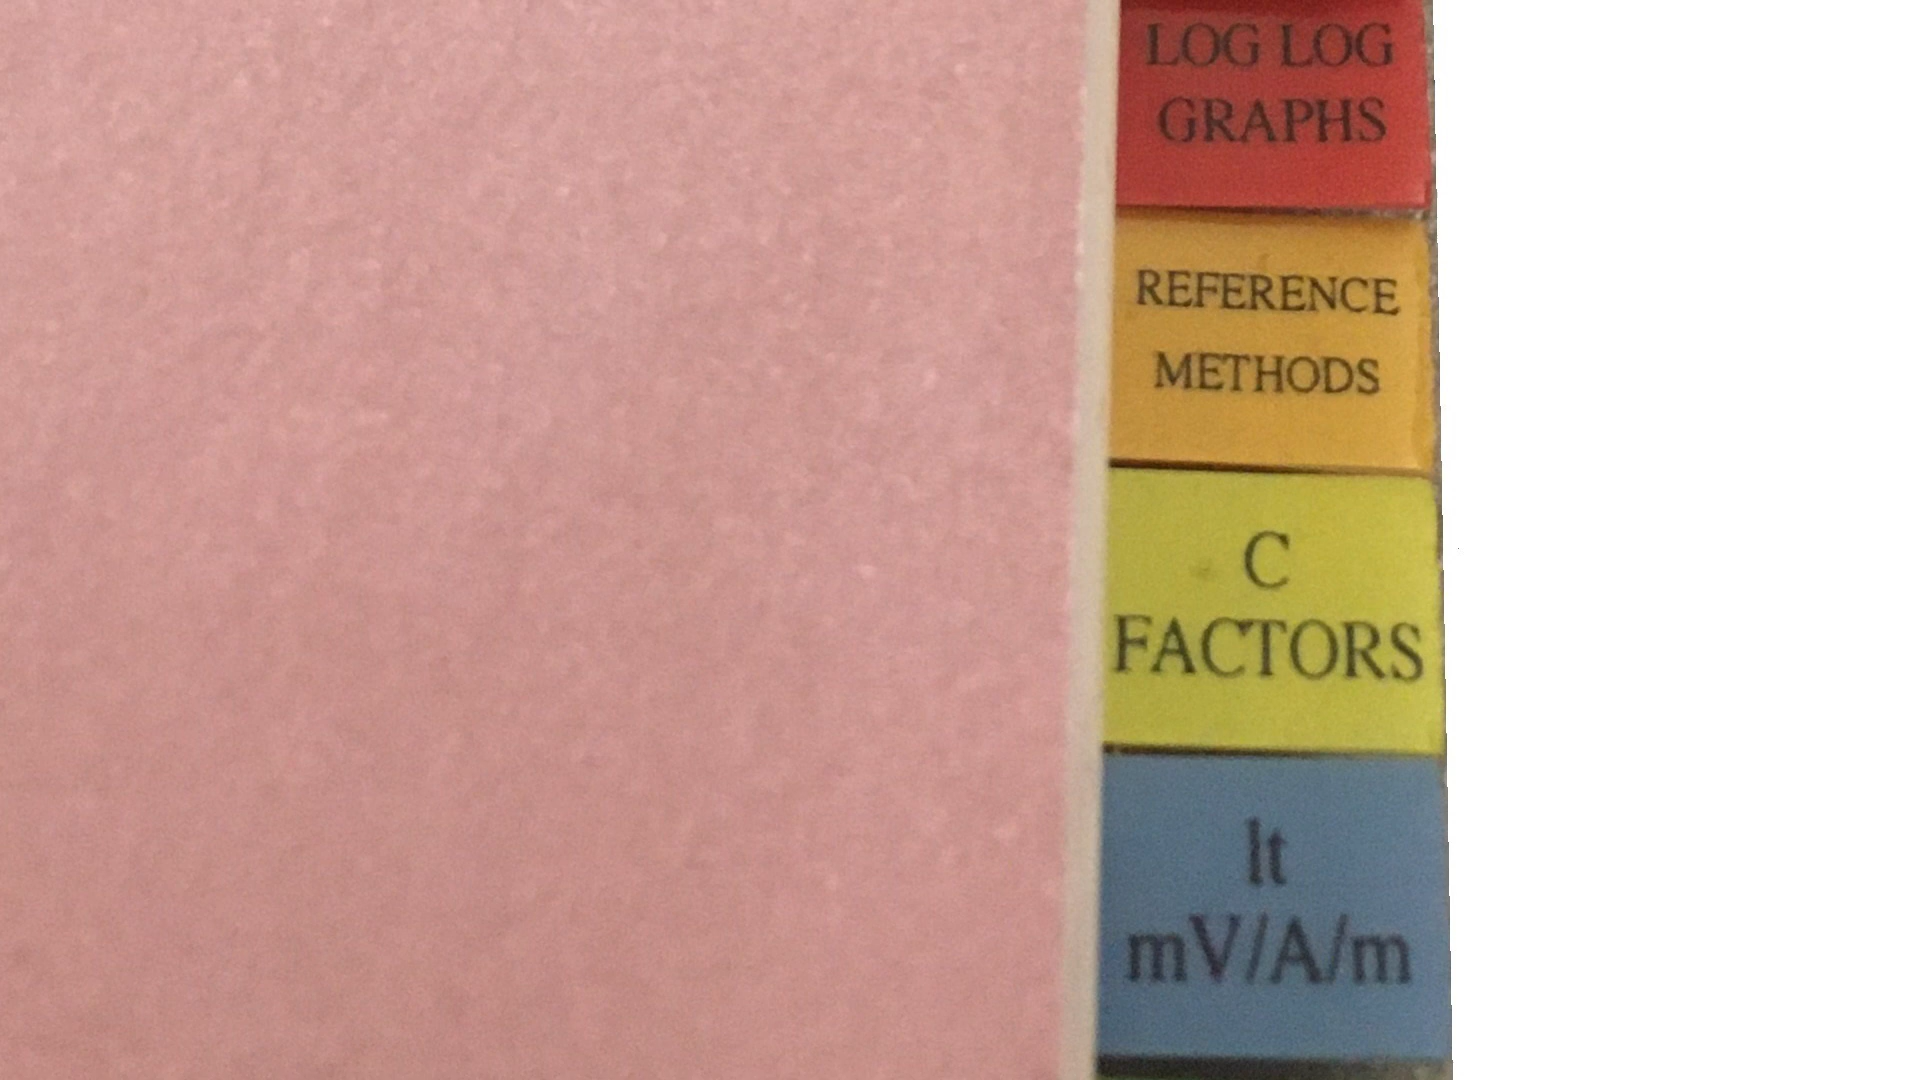 LOG LOG
GRAPHS
REFERENCE
METHODS
C
FACTORS
It
mV/A/m